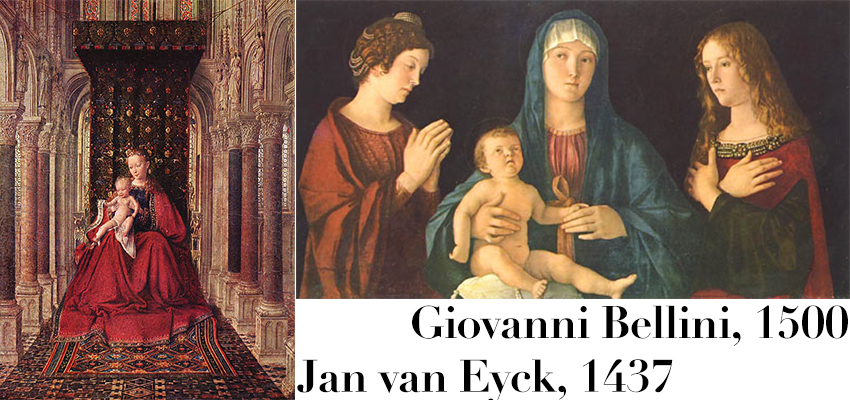 Giovanni Bellini, 1500
Jan van Eyck, 1437